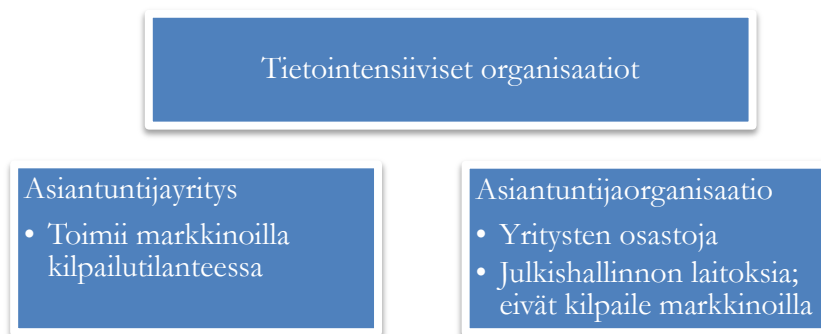 Tietointensiiviset organisaatiot
Asiantuntijayritys
• Toimii markkinoilla
kilpailutilanteessa
Asiantuntijaorganisaatio
• Yritysten osastoja
• Julkishallinnon laitoksia;
eivät kilpaile markkinoilla